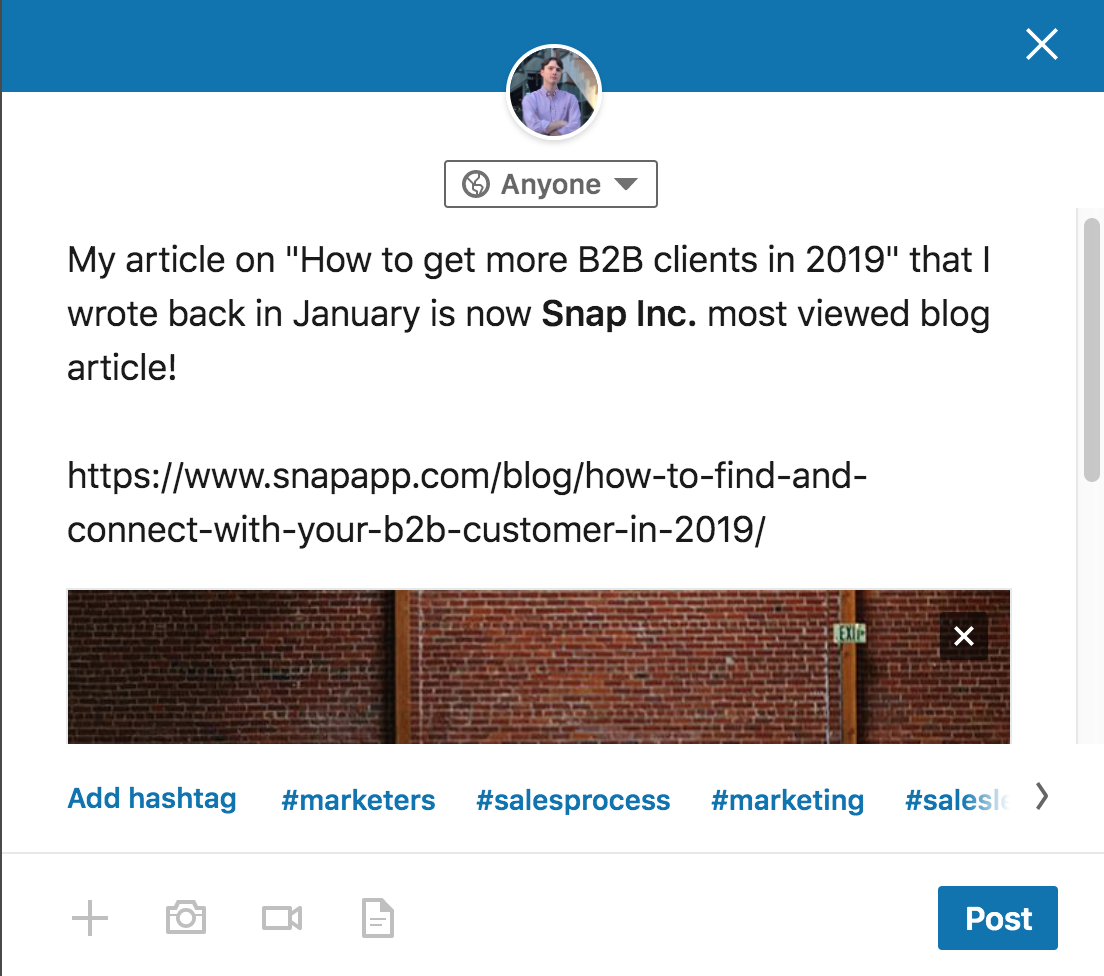 Anyone
My article on "How to get more B2B clients in 2019" that I
wrote back in January is now Snap Inc. most viewed blog
article!
https://www.snapapp.com/blog/how-to-find-and-
connect-with-your-b2b-customer-in-2019/
EXIT
Add hashtag #marketers #salesprocess #marketing
Post